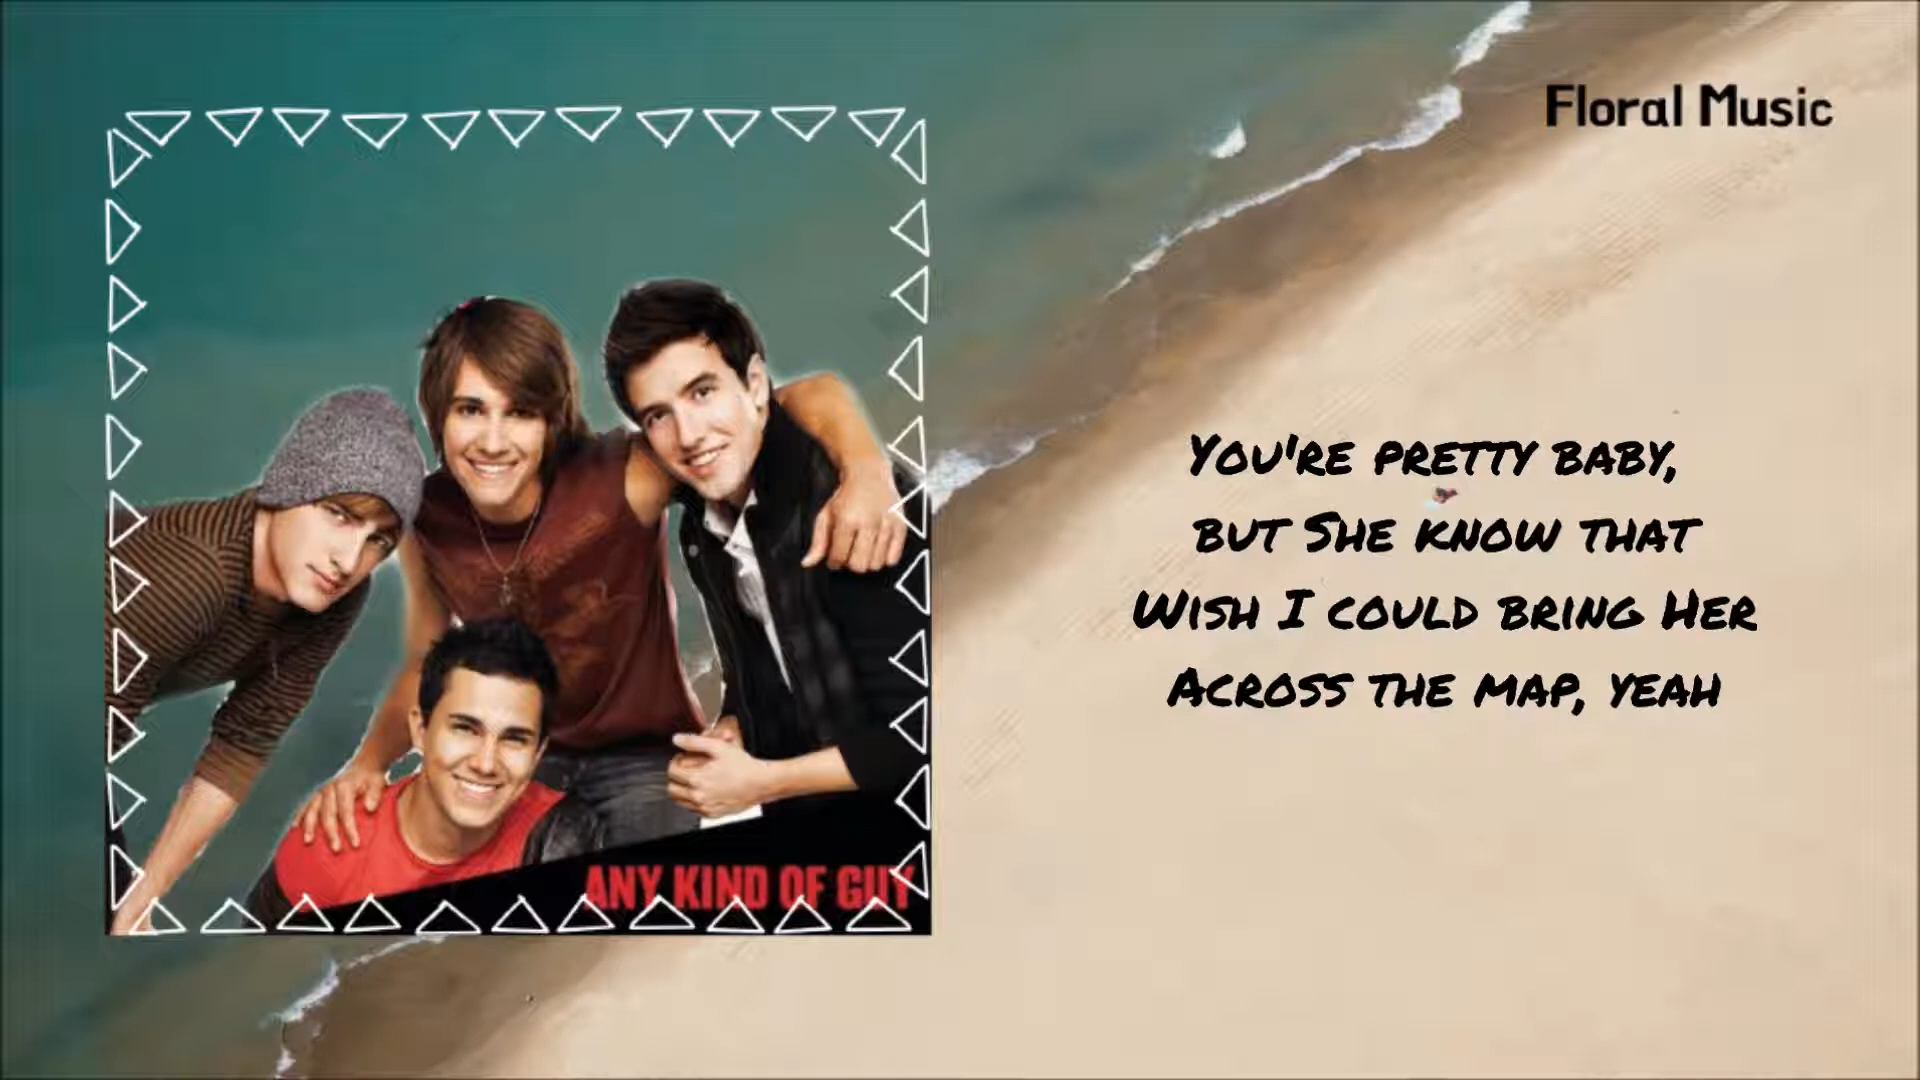 Floral Music
You're pretty baby,
but She know that
Wish I could bring Her
Across the map, yeah
ANY KIND OF GUY